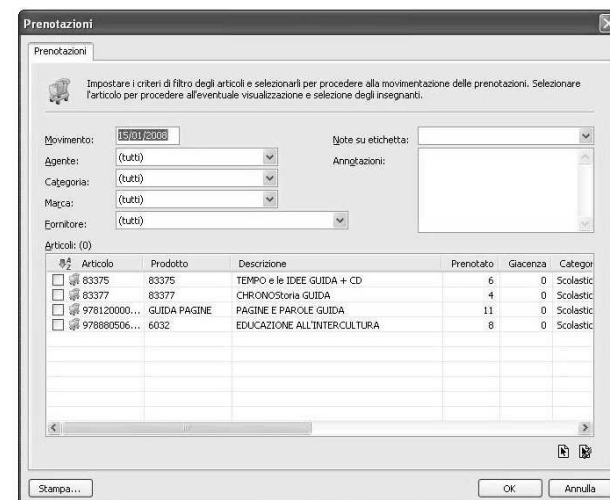 Prenotazioni
Prenotazioni
Impostare i criteri di filtro degli articoli e selezionarli per procedere alla movimentazione delle prenotazioni. Selezionare
l'articolo per procedere all'eventuale visualizzazione e selezione degli insegnanti.
Movimento: 15/01/2008 Note su etichetta:
Agente: (tutti) Annotazioni:
Categoria: (tutti)
Marca: (tutti)
Fornitore: (tutti)
Articoli: (0)
Articolo Prodotto Descrizione Prenotato Giacenza Categor
83375 83375 TEMPO e le IDEE GUIDA + CD 6 0 Scolastic
83377 83377 CHRONOStoria GUIDA 4 0 Scolastic
978120000... GUIDA PAGINE PAGINE E PAROLE GUIDA 11 0 Scolastic
978880506... 6032 EDUCAZIONE ALL'INTERCULTURA 8 0 Scolastic
Stampa... OK Annulla